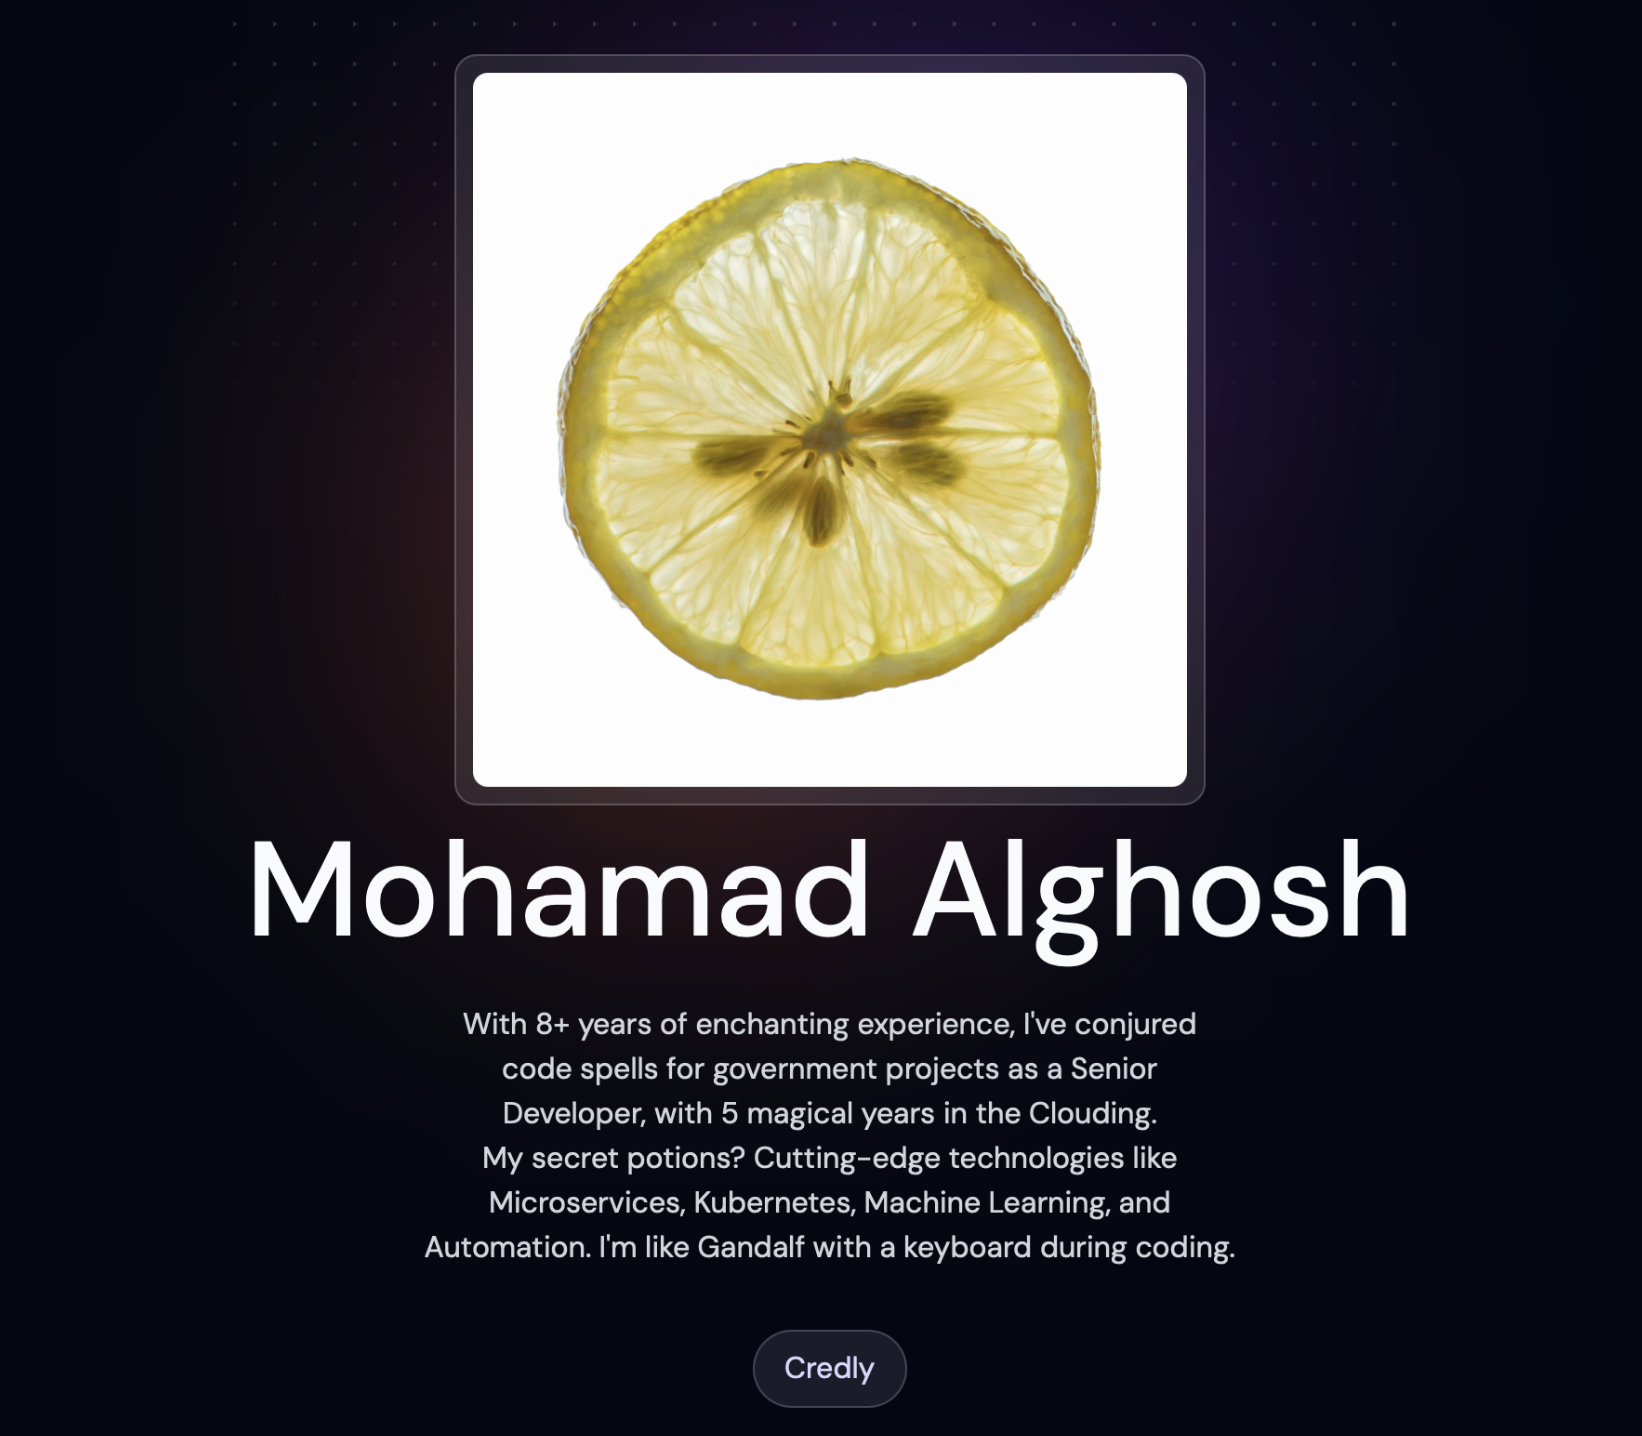 Mohamad Alghosh
With 8+ years of enchanting experience, I've conjured
code spells for government projects as a Senior
Developer, with 5 magical years in the Clouding.
My secret potions? Cutting-edge technologies like
Microservices, Kubernetes, Machine Learning, and
Automation. I'm like Gandalf with a keyboard during coding.
Credly